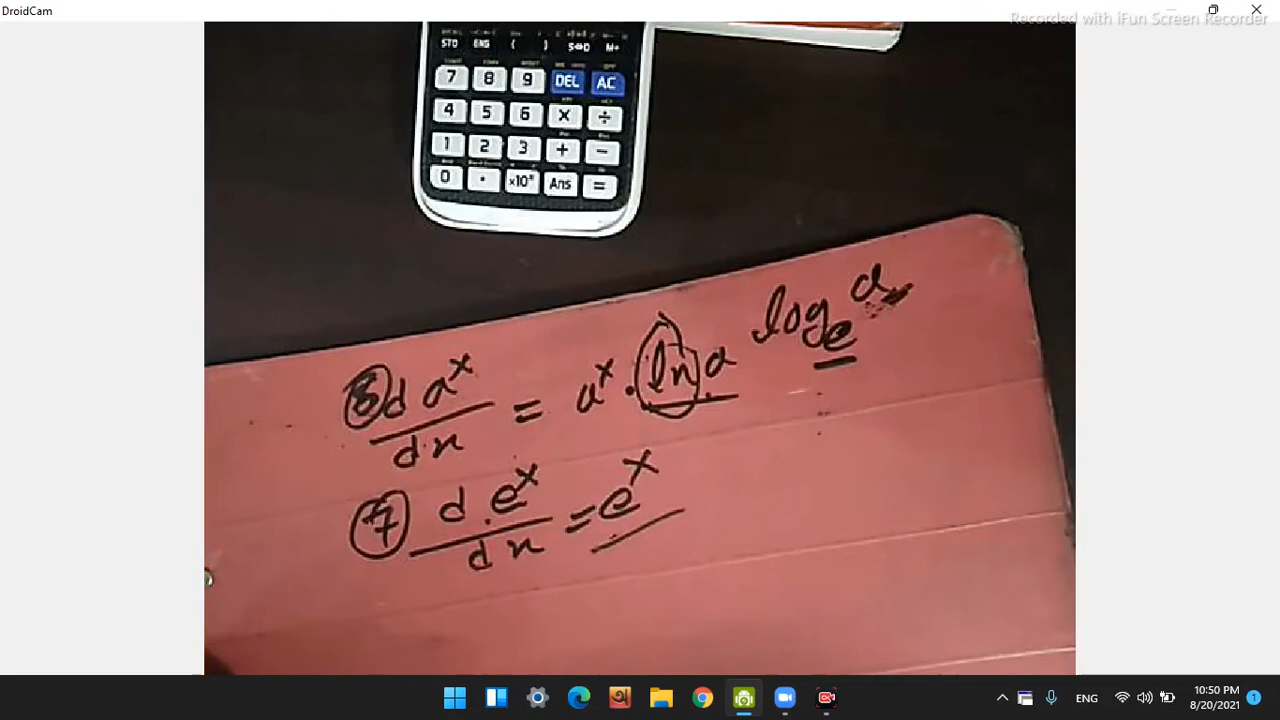 DroidCam
Recorded with iFun Screen Recorder
STO ENG ( ) S⇔D M+
7 8 9 DEL AC
4 5 6 × ÷
1 2 3 + −
0 · ×10ˣ Ans =
logₑ a
d aˣ / dx = aˣ · ln a
⑦ d eˣ / dx = eˣ
ENG
10:50 PM
8/20/2021
1